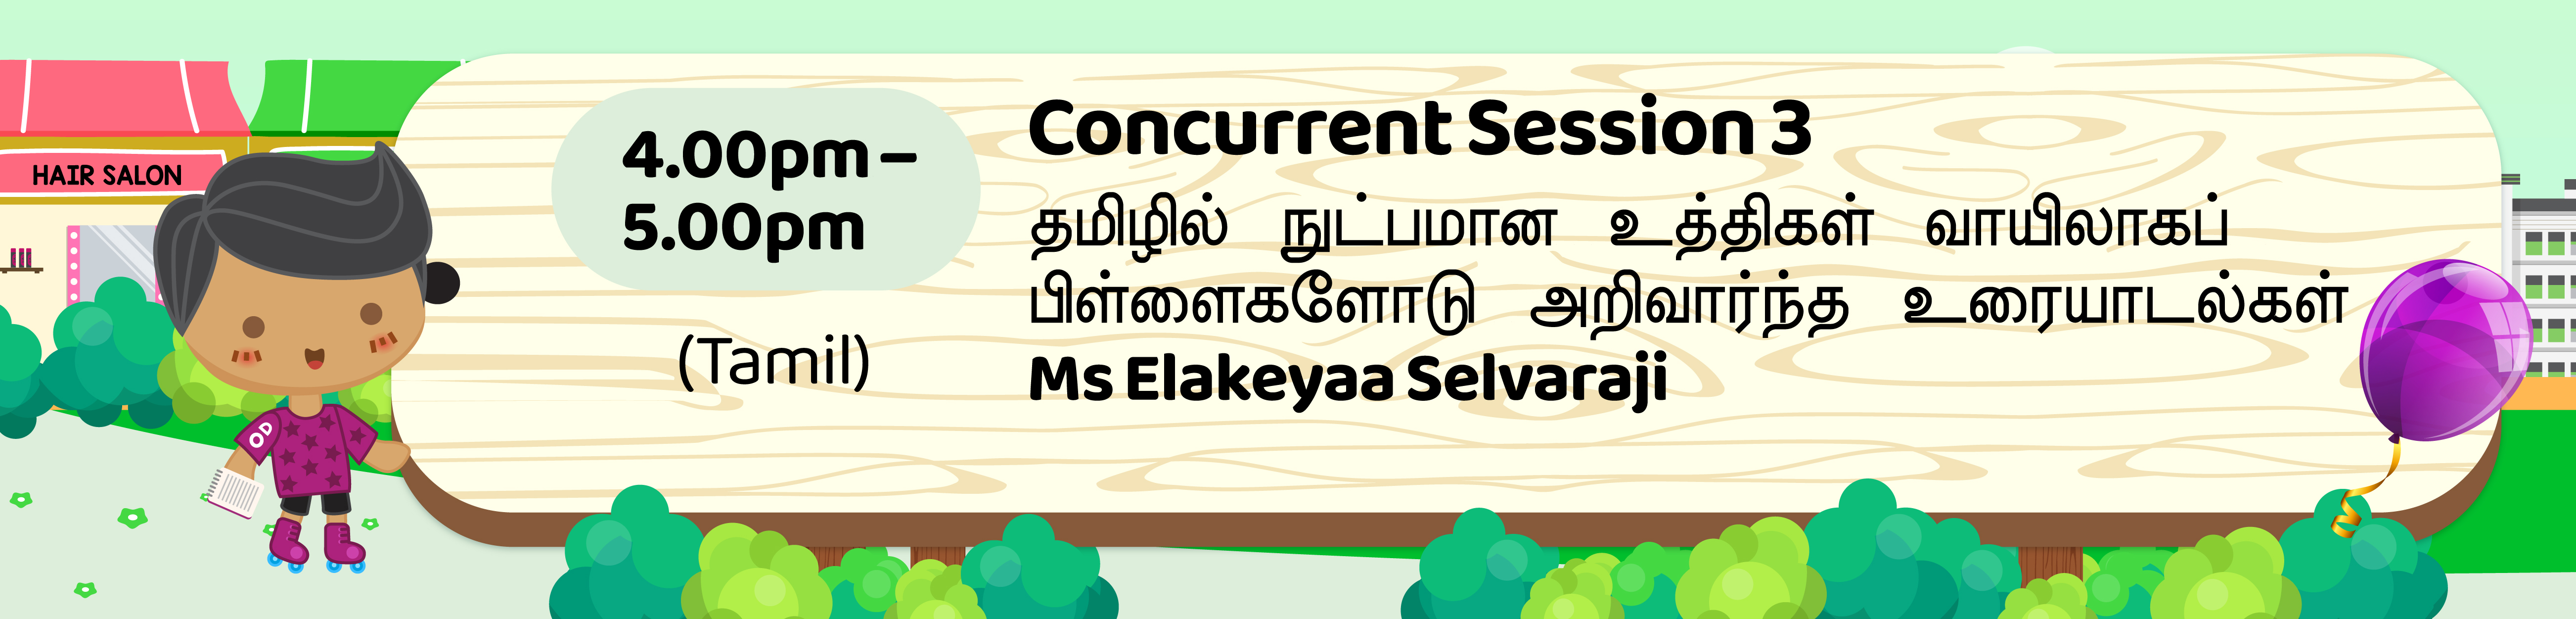 HAIR SALON
4.00pm –
5.00pm
(Tamil)
Concurrent Session 3
தமிழில் நுட்பமான உத்திகள் வாயிலாகப்
பிள்ளைகளோடு அறிவார்ந்த உரையாடல்கள்
Ms Elakeyaa Selvaraji
OD